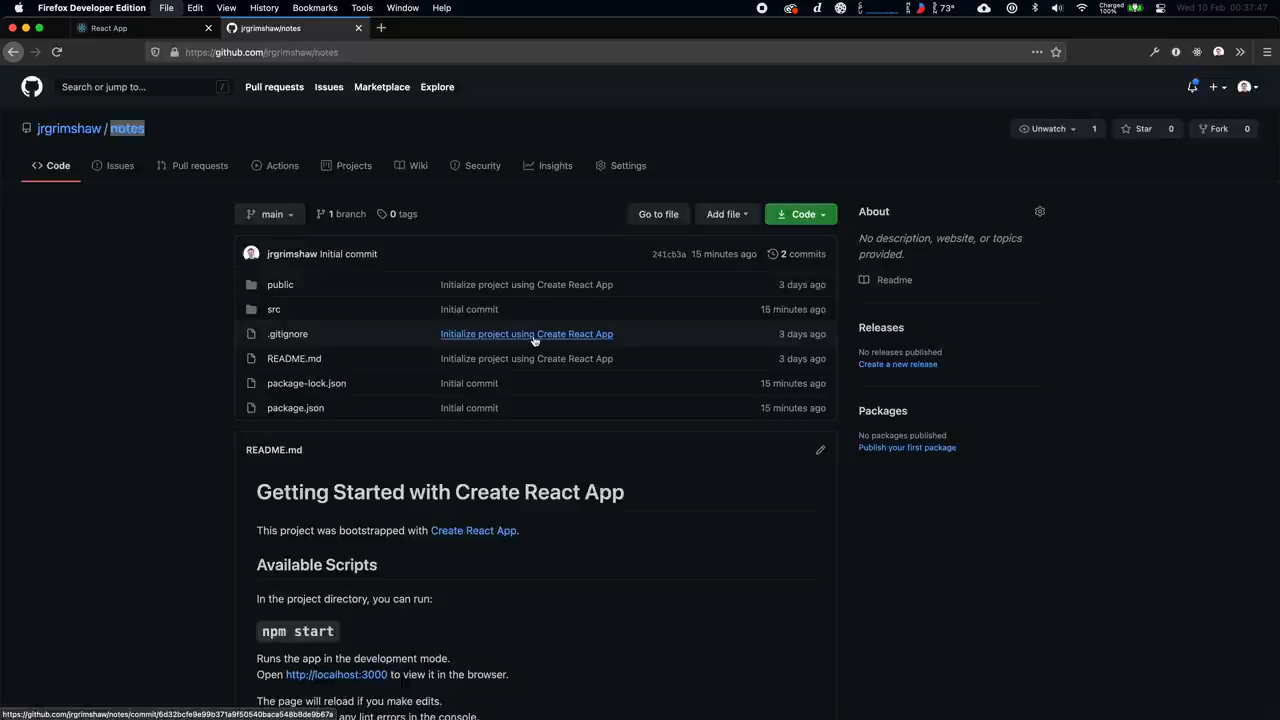 Firefox Developer Edition File Edit View History Bookmarks Tools Window Help 73° Charged 100% Wed 10 Feb 00:37:47
React App jrgrimshaw/notes
https://github.com/jrgrimshaw/notes
Search or jump to... / Pull requests Issues Marketplace Explore
jrgrimshaw / notes Unwatch 1 Star 0 Fork 0
<> Code Issues Pull requests Actions Projects Wiki Security Insights Settings
main 1 branch 0 tags Go to file Add file Code
About
No description, website, or topics
provided.
Readme
jrgrimshaw Initial commit 241cb3a 15 minutes ago 2 commits
public Initialize project using Create React App 3 days ago
src Initial commit 15 minutes ago
.gitignore Initialize project using Create React App 3 days ago
README.md Initialize project using Create React App 3 days ago
package-lock.json Initial commit 15 minutes ago
package.json Initial commit 15 minutes ago
Releases
No releases published
Create a new release
Packages
No packages published
Publish your first package
README.md
Getting Started with Create React App
This project was bootstrapped with Create React App.
Available Scripts
In the project directory, you can run:
npm start
Runs the app in the development mode.
Open http://localhost:3000 to view it in the browser.
The page will reload if you make edits.
any lint errors in the console.
https://github.com/jrgrimshaw/notes/commit/6d32bcfe9e99b371a9f50540baca548b8de9b67a